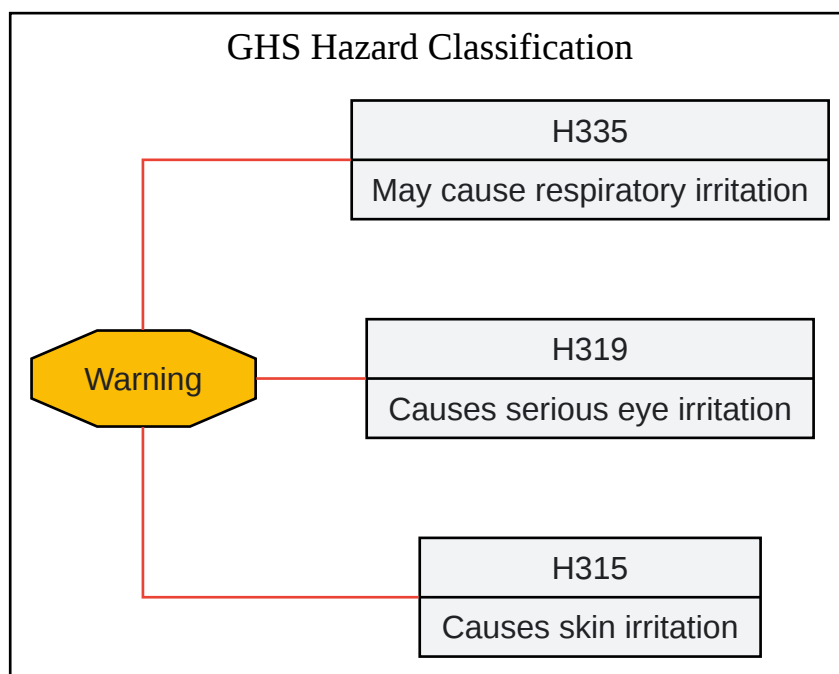 GHS Hazard Classification
H335
May cause respiratory irritation
Warning
H319
Causes serious eye irritation
H315
Causes skin irritation